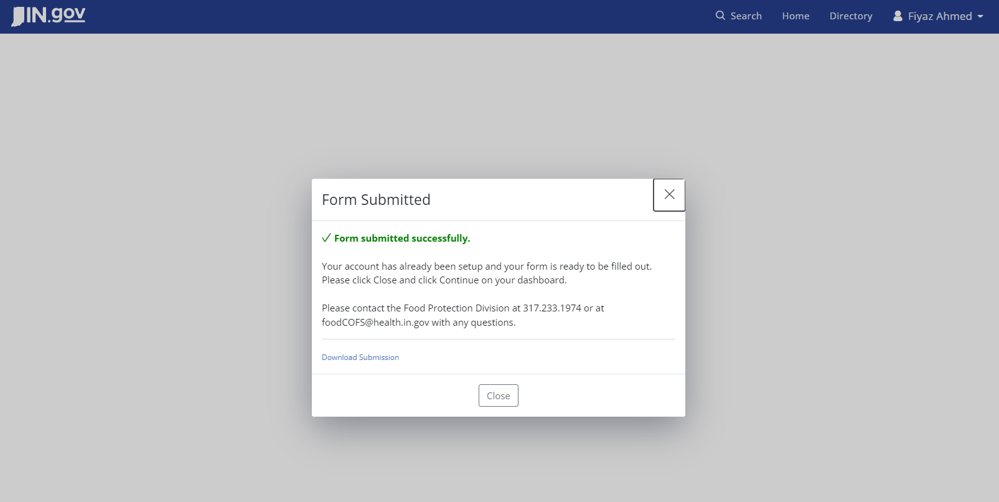 IN.gov
Search
Home
Directory
Fiyaz Ahmed
Form Submitted
Form submitted successfully.
Your account has already been setup and your form is ready to be filled out.
Please click Close and click Continue on your dashboard.
Please contact the Food Protection Division at 317.233.1974 or at
foodCOFS@health.in.gov with any questions.
Download Submission
Close